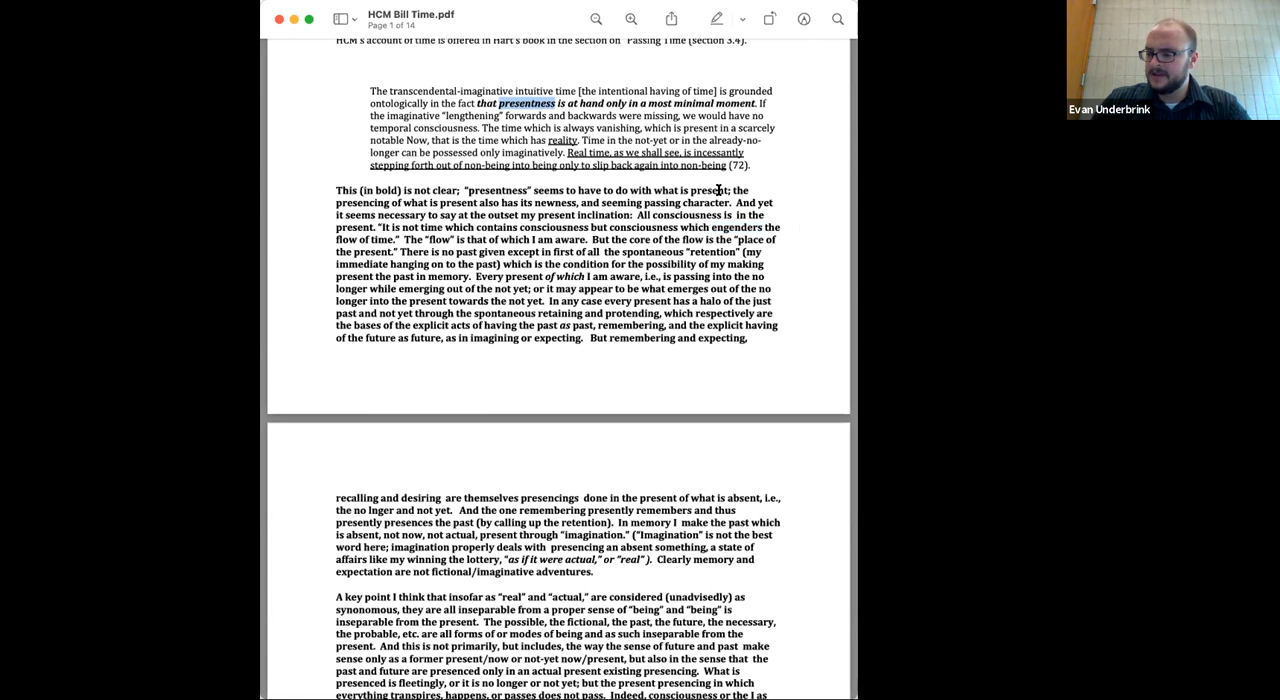 HCM Bill Time.pdf
Page 1 of 14
HCM's account of time is offered in Hart's book in the section on "Passing Time (section 3.4).
The transcendental-imaginative intuitive time [the intentional having of time] is grounded
ontologically in the fact that presentness is at hand only in a most minimal moment. If
the imaginative "lengthening" forwards and backwards were missing, we would have no
temporal consciousness. The time which is always vanishing, which is present in a scarcely
notable Now, that is the time which has reality. Time in the not-yet or in the already-no-
longer can be possessed only imaginatively. Real time, as we shall see, is incessantly
stepping forth out of non-being into being only to slip back again into non-being (72).
This (in bold) is not clear; "presentness" seems to have to do with what is present; the
presencing of what is present also has its newness, and seeming passing character. And yet
it seems necessary to say at the outset my present inclination: All consciousness is in the
present. "It is not time which contains consciousness but consciousness which engenders the
flow of time." The "flow" is that of which I am aware. But the core of the flow is the "place of
the present." There is no past given except in first of all the spontaneous "retention" (my
immediate hanging on to the past) which is the condition for the possibility of my making
present the past in memory. Every present of which I am aware, i.e., is passing into the no
longer while emerging out of the not yet; or it may appear to be what emerges out of the no
longer into the present towards the not yet. In any case every present has a halo of the just
past and not yet through the spontaneous retaining and protending, which respectively are
the bases of the explicit acts of having the past as past, remembering, and the explicit having
of the future as future, as in imagining or expecting. But remembering and expecting,
recalling and desiring are themselves presencings done in the present of what is absent, i.e.,
the no lnger and not yet. And the one remembering presently remembers and thus
presently presences the past (by calling up the retention). In memory I make the past which
is absent, not now, not actual, present through "imagination." ("Imagination" is not the best
word here; imagination properly deals with presencing an absent something, a state of
affairs like my winning the lottery, "as if it were actual," or "real" ). Clearly memory and
expectation are not fictional/imaginative adventures.
A key point I think that insofar as "real" and "actual," are considered (unadvisedly) as
synonomous, they are all inseparable from a proper sense of "being" and "being" is
inseparable from the present. The possible, the fictional, the past, the future, the necessary,
the probable, etc. are all forms of or modes of being and as such inseparable from the
present. And this is not primarily, but includes, the way the sense of future and past make
sense only as a former present/now or not-yet now/present, but also in the sense that the
past and future are presenced only in an actual present existing presencing. What is
presenced is fleetingly, or it is no longer or not yet; but the present presencing in which
everything transpires, happens, or passes does not pass. Indeed, consciousness or the I as
Evan Underbrink